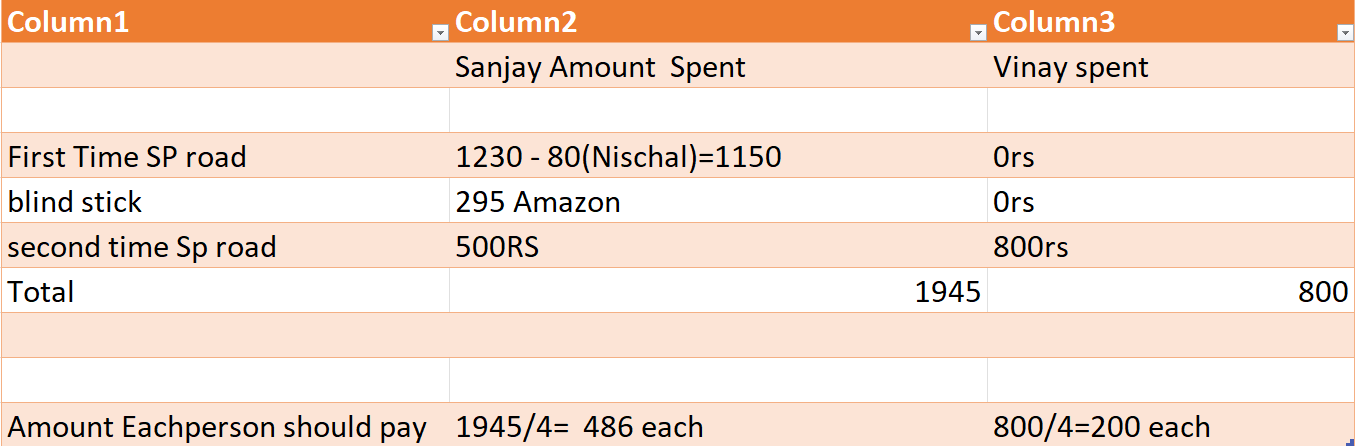 Column1 Column2 Column3
Sanjay Amount  Spent Vinay spent
First Time SP road 1230 - 80(Nischal)=1150 0rs
blind stick 295 Amazon 0rs
second time Sp road 500RS 800rs
Total 1945 800
Amount Eachperson should pay 1945/4=  486 each 800/4=200 each